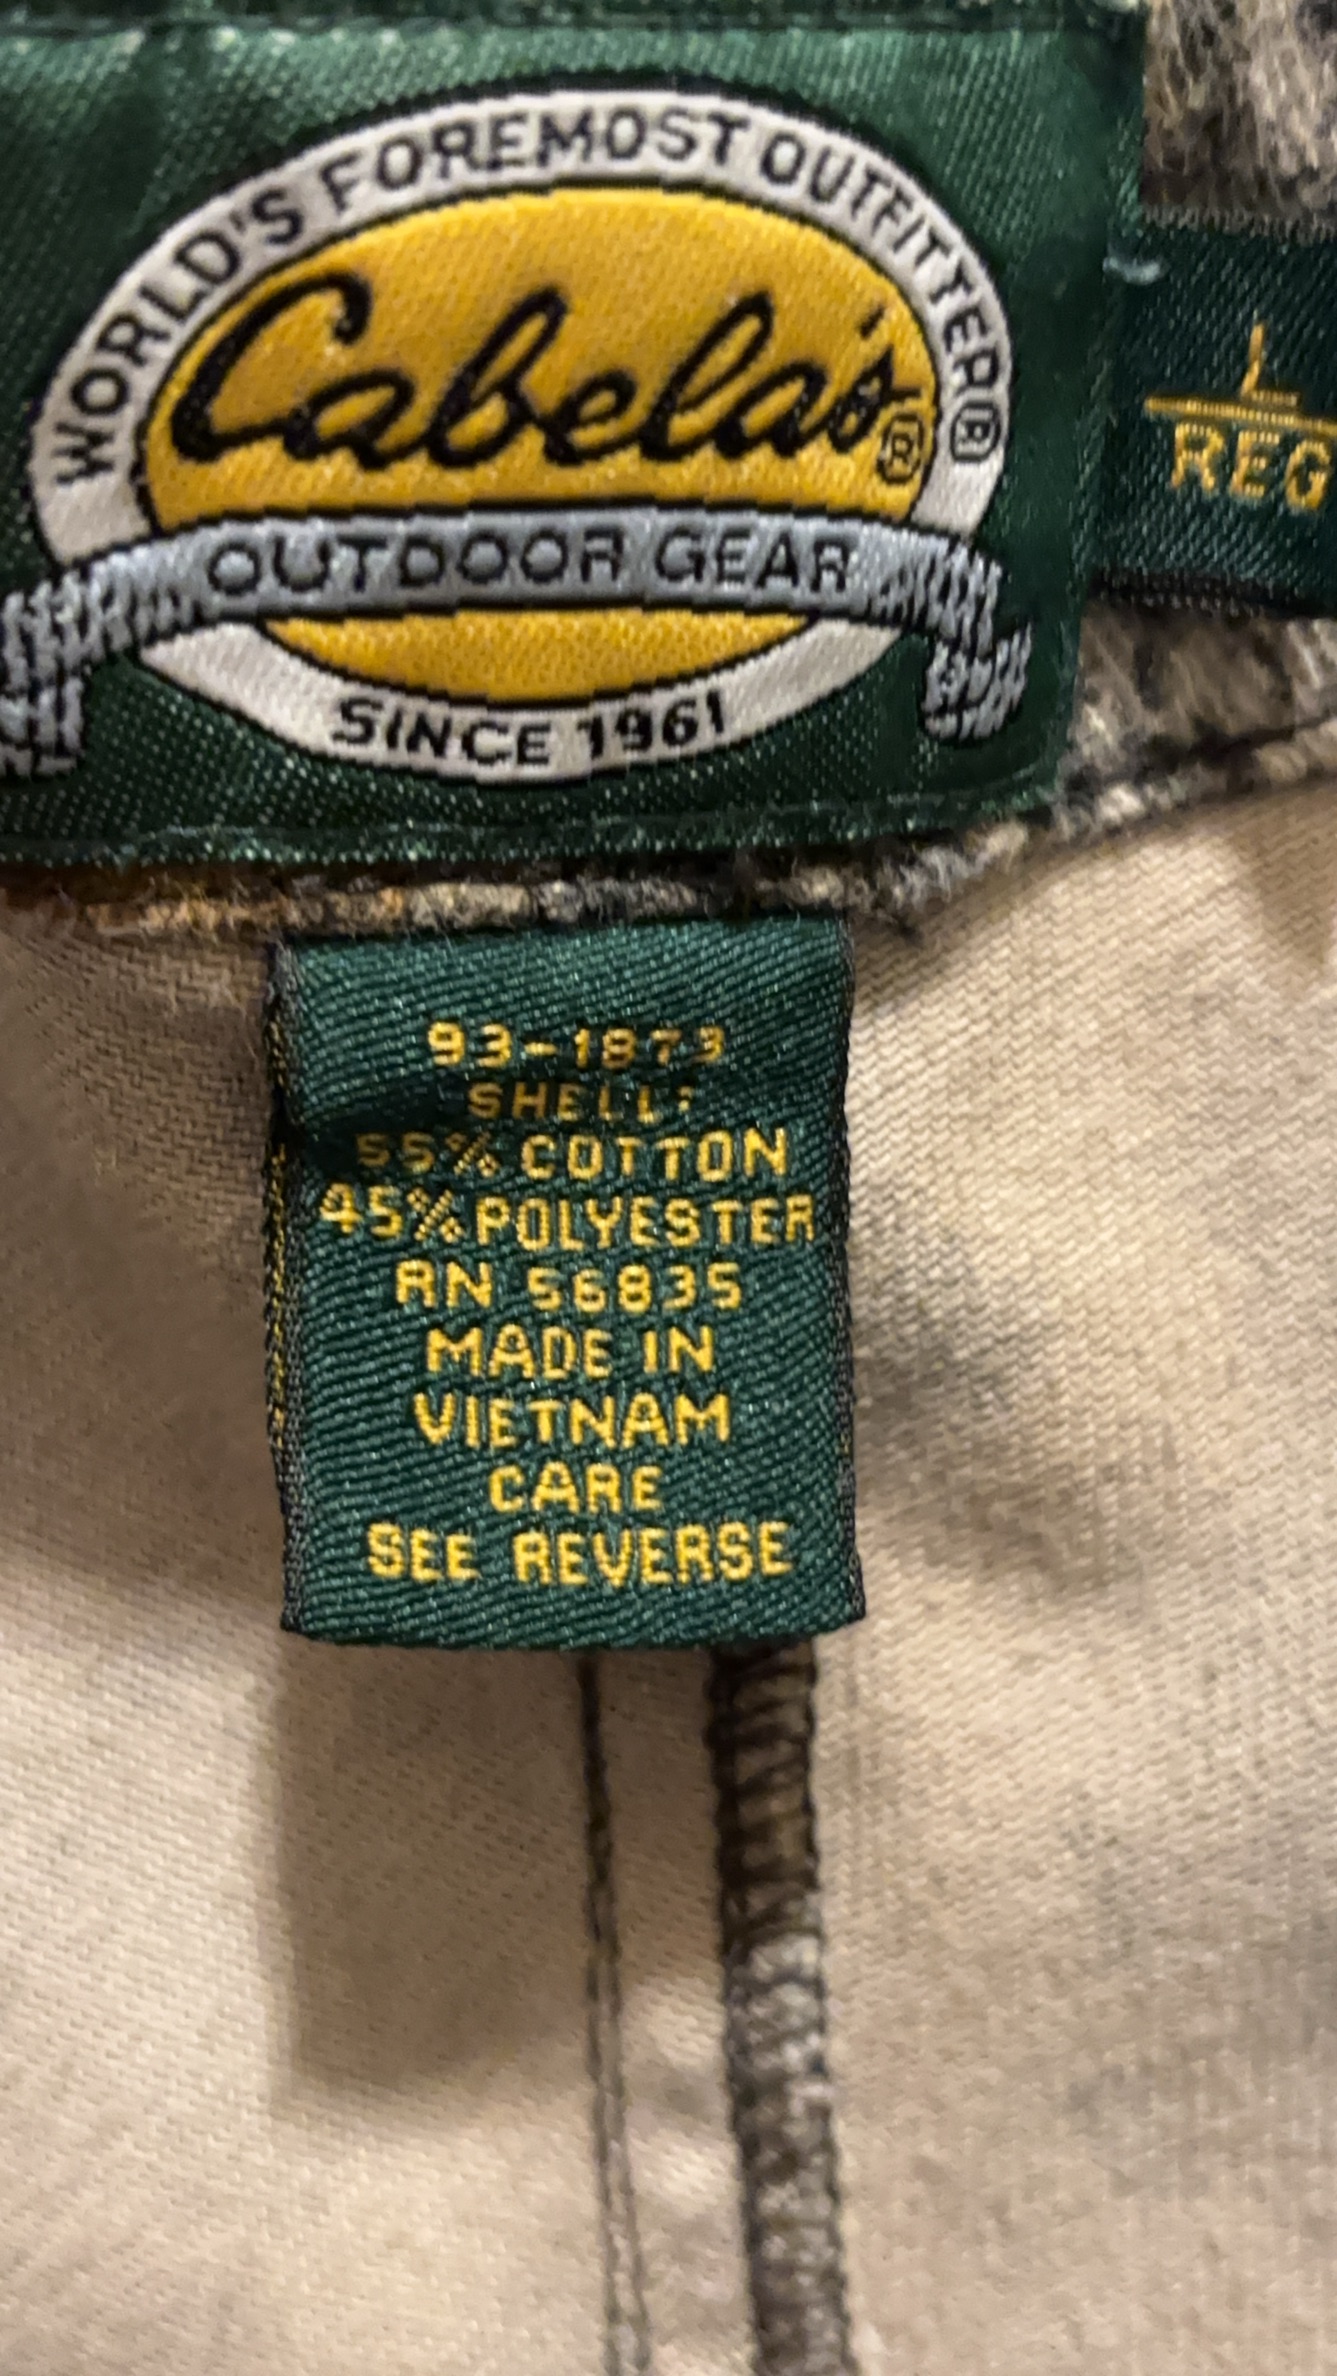 WORLD'S FOREMOST OUTFITTER®
Cabela's®
OUTDOOR GEAR
SINCE 1961
L
REG
93-1873
SHELL:
55% COTTON
45% POLYESTER
RN 56835
MADE IN
VIETNAM
CARE
SEE REVERSE